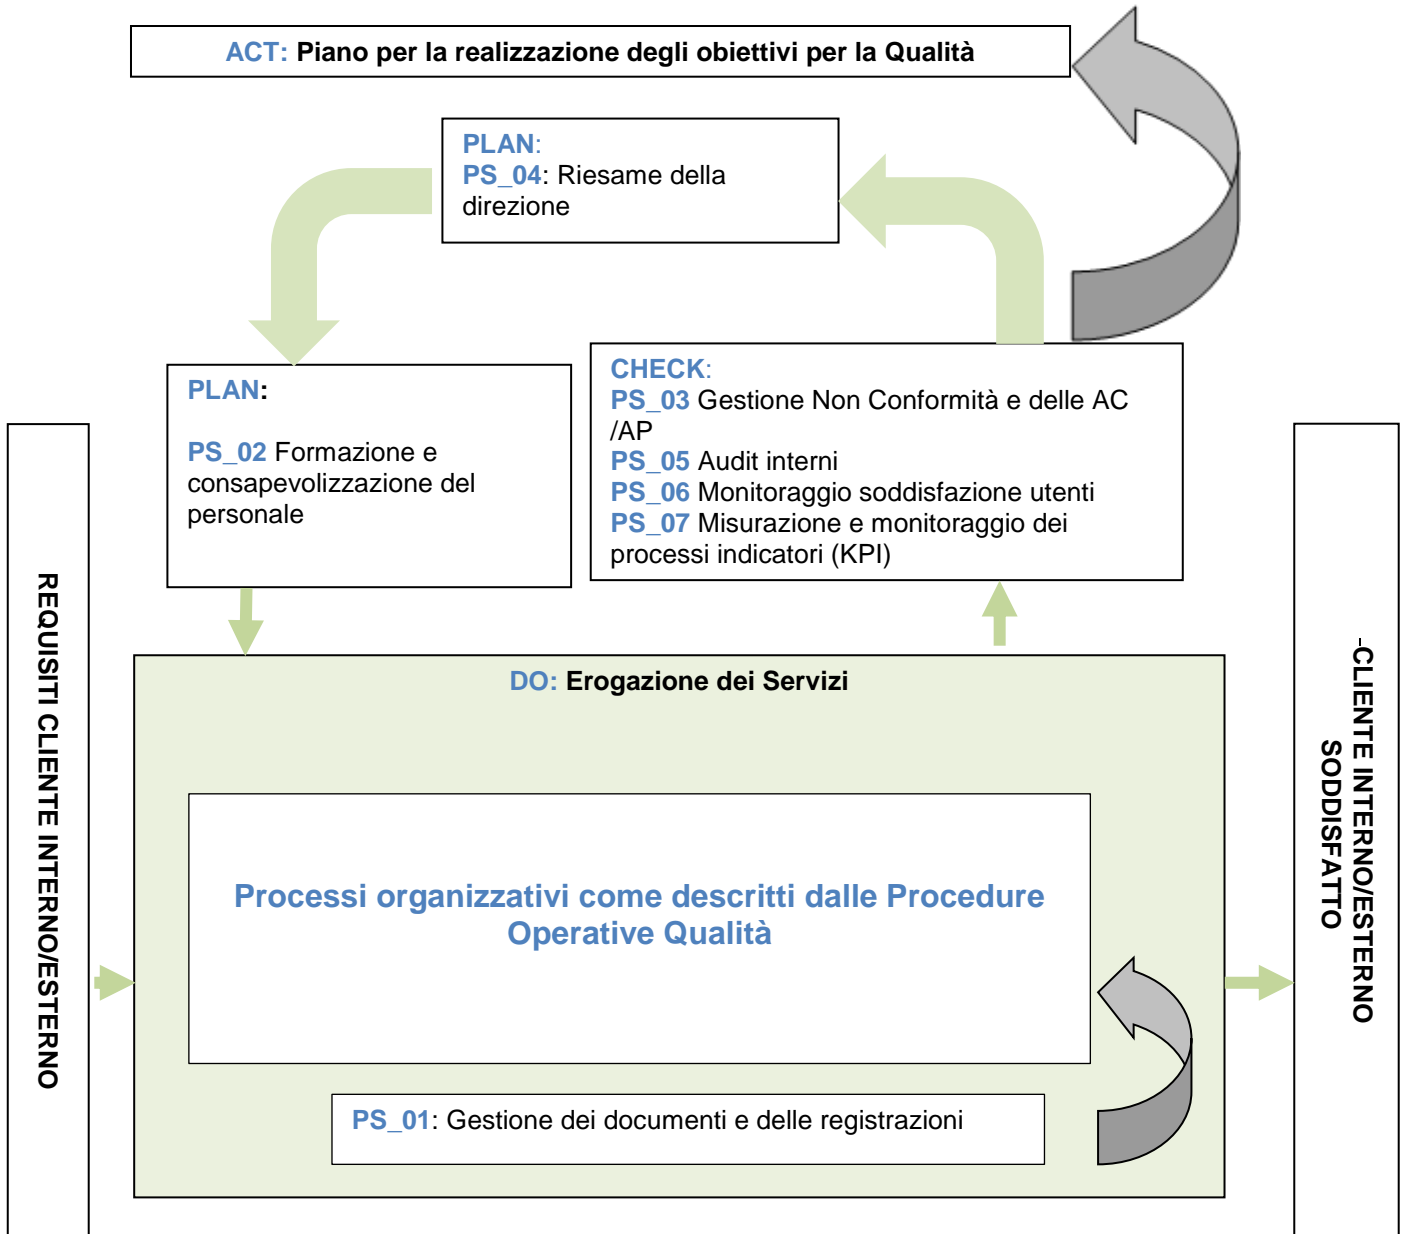 ACT: Piano per la realizzazione degli obiettivi per la Qualità
PLAN:
PS_04: Riesame della
direzione
PLAN:
PS_02 Formazione e
consapevolizzazione del
personale
CHECK:
PS_03 Gestione Non Conformità e delle AC
/AP
PS_05 Audit interni
PS_06 Monitoraggio soddisfazione utenti
PS_07 Misurazione e monitoraggio dei
processi indicatori (KPI)
REQUISITI CLIENTE INTERNO/ESTERNO
DO: Erogazione dei Servizi
Processi organizzativi come descritti dalle Procedure
Operative Qualità
PS_01: Gestione dei documenti e delle registrazioni
-CLIENTE INTERNO/ESTERNO
SODDISFATTO